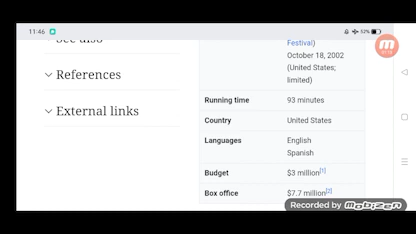 11:46
52%
See also
References
External links
Festival)
October 18, 2002
(United States;
limited)
Running time 93 minutes
Country United States
Languages English
Spanish
Budget $3 million[1]
Box office $7.7 million[2]
Recorded by Mobizen